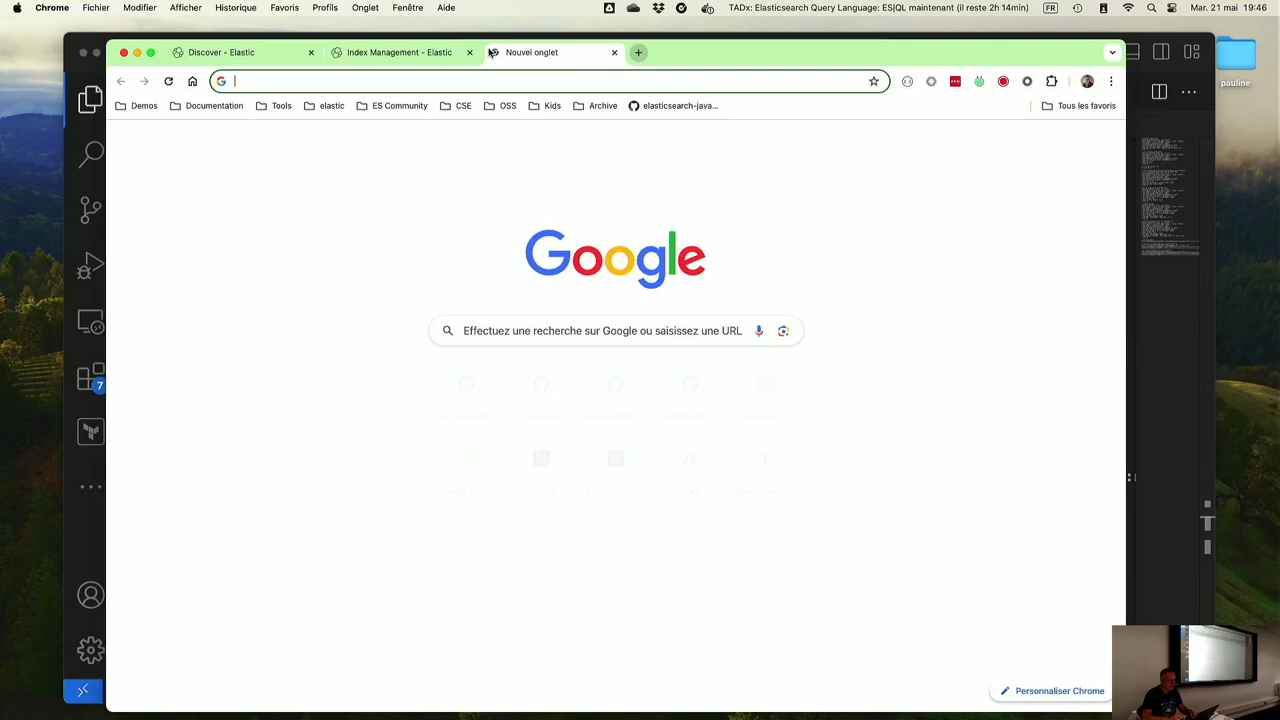 Chrome Fichier Modifier Afficher Historique Favoris Profils Onglet Fenêtre Aide TADx: Elasticsearch Query Language: ES|QL maintenant (il reste 2h 14min) FR Mar. 21 mai 19:46
Discover - Elastic Index Management - Elastic Nouvel onglet
pauline
Demos Documentation Tools elastic ES Community CSE OSS Kids Archive elasticsearch-java... Tous les favoris
Google
Effectuez une recherche sur Google ou saisissez une URL
7
Personnaliser Chrome